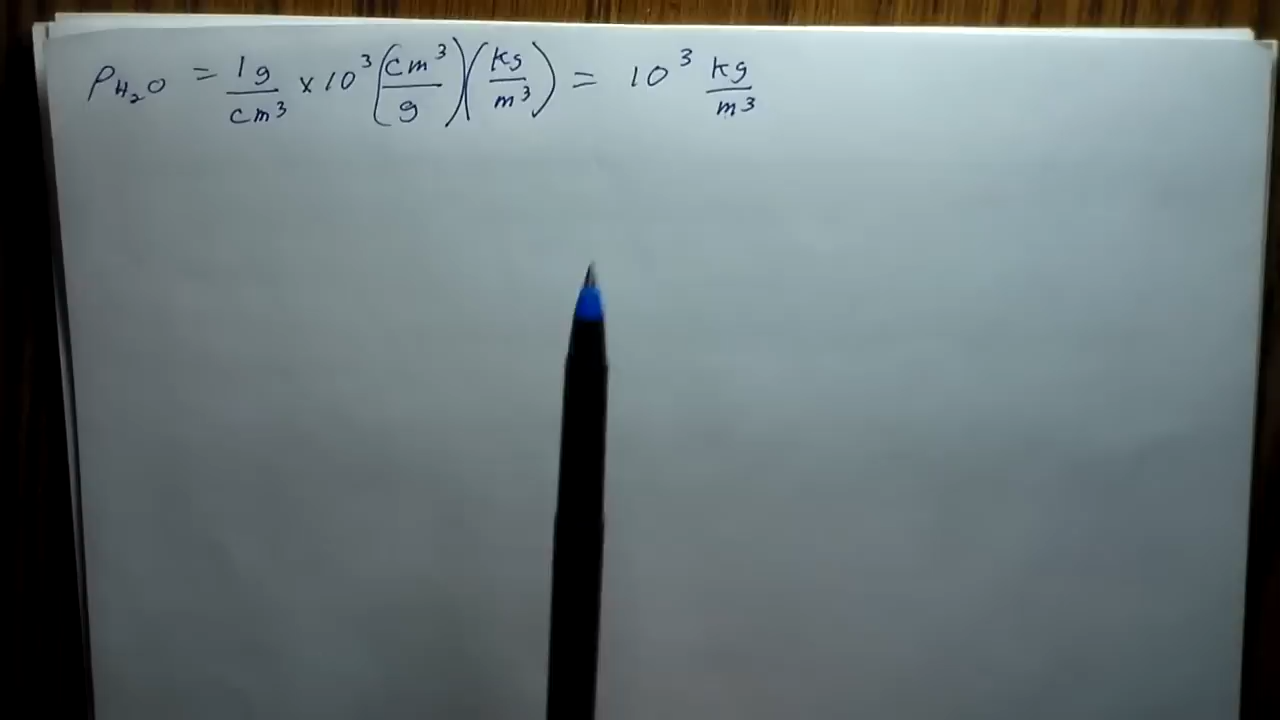 ρH₂O = 1g/cm³ × 10³ (cm³/g)(kg/m³) = 10³ kg/m³